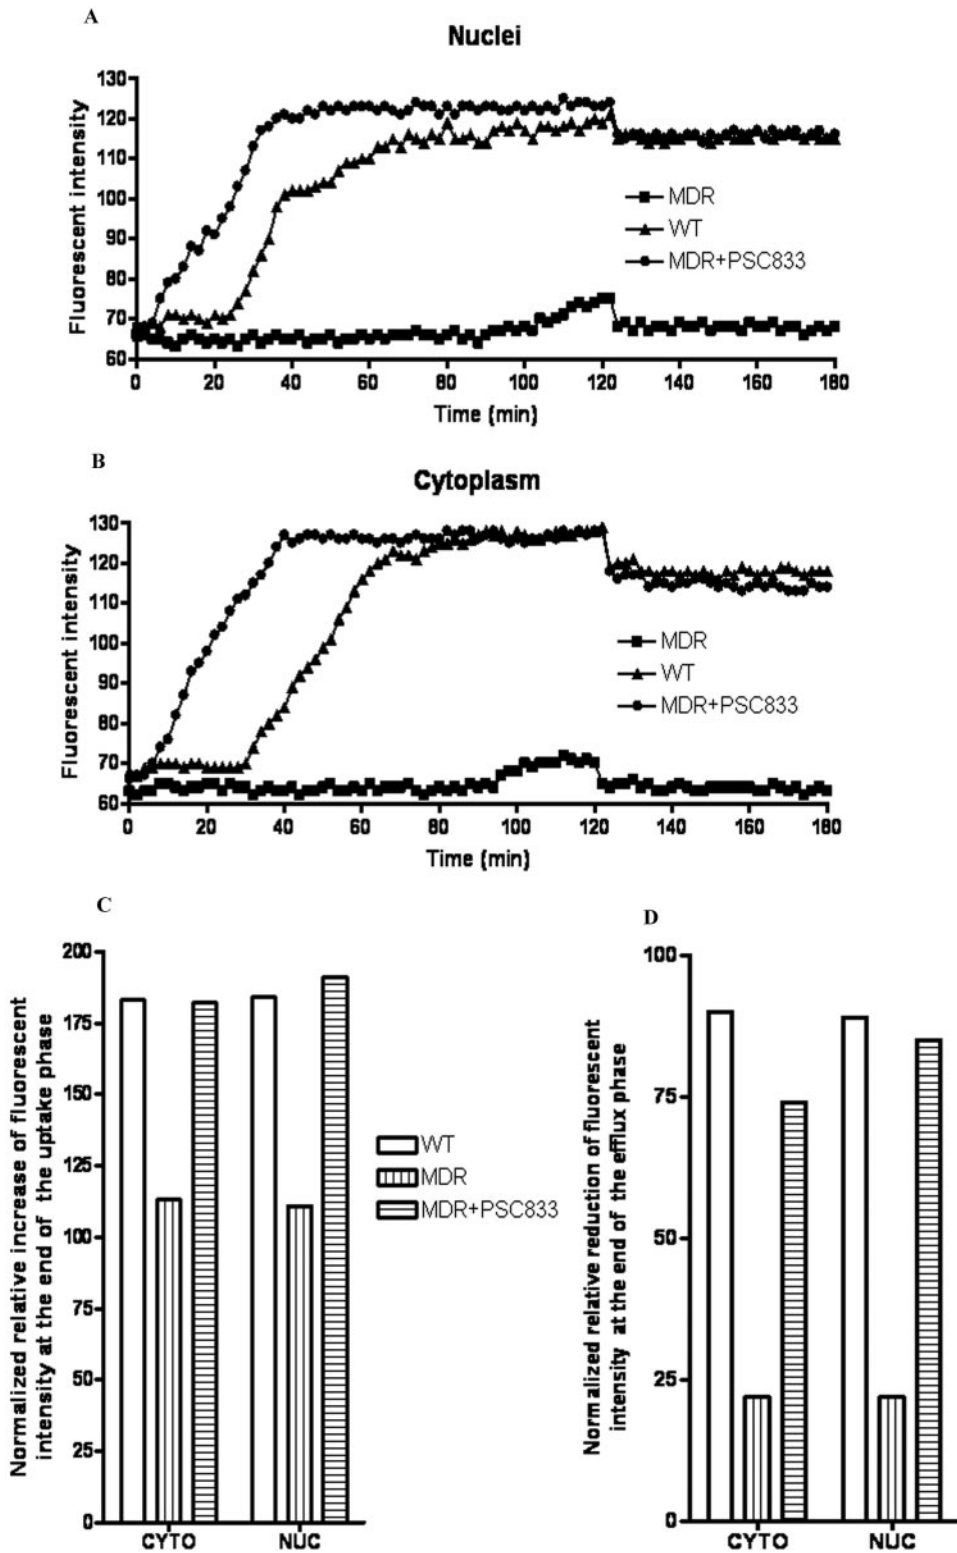 A
Nuclei
130
120
110
100
90
80
70
60
Fluorescent intensity
MDR
WT
MDR+PSC833
0 20 40 60 80 100 120 140 160 180
Time (min)
B
Cytoplasm
130
120
110
100
90
80
70
60
Fluorescent intensity
MDR
WT
MDR+PSC833
0 20 40 60 80 100 120 140 160 180
Time (min)
C
Normalized relative increase of fluorescent
intensity at the end of the uptake phase
200
175
150
125
100
75
50
25
0
CYTO NUC
WT
MDR
MDR+PSC833
D
Normalized relative reduction of fluorescent
intensity at the end of the efflux phase
100
75
50
25
0
CYTO NUC